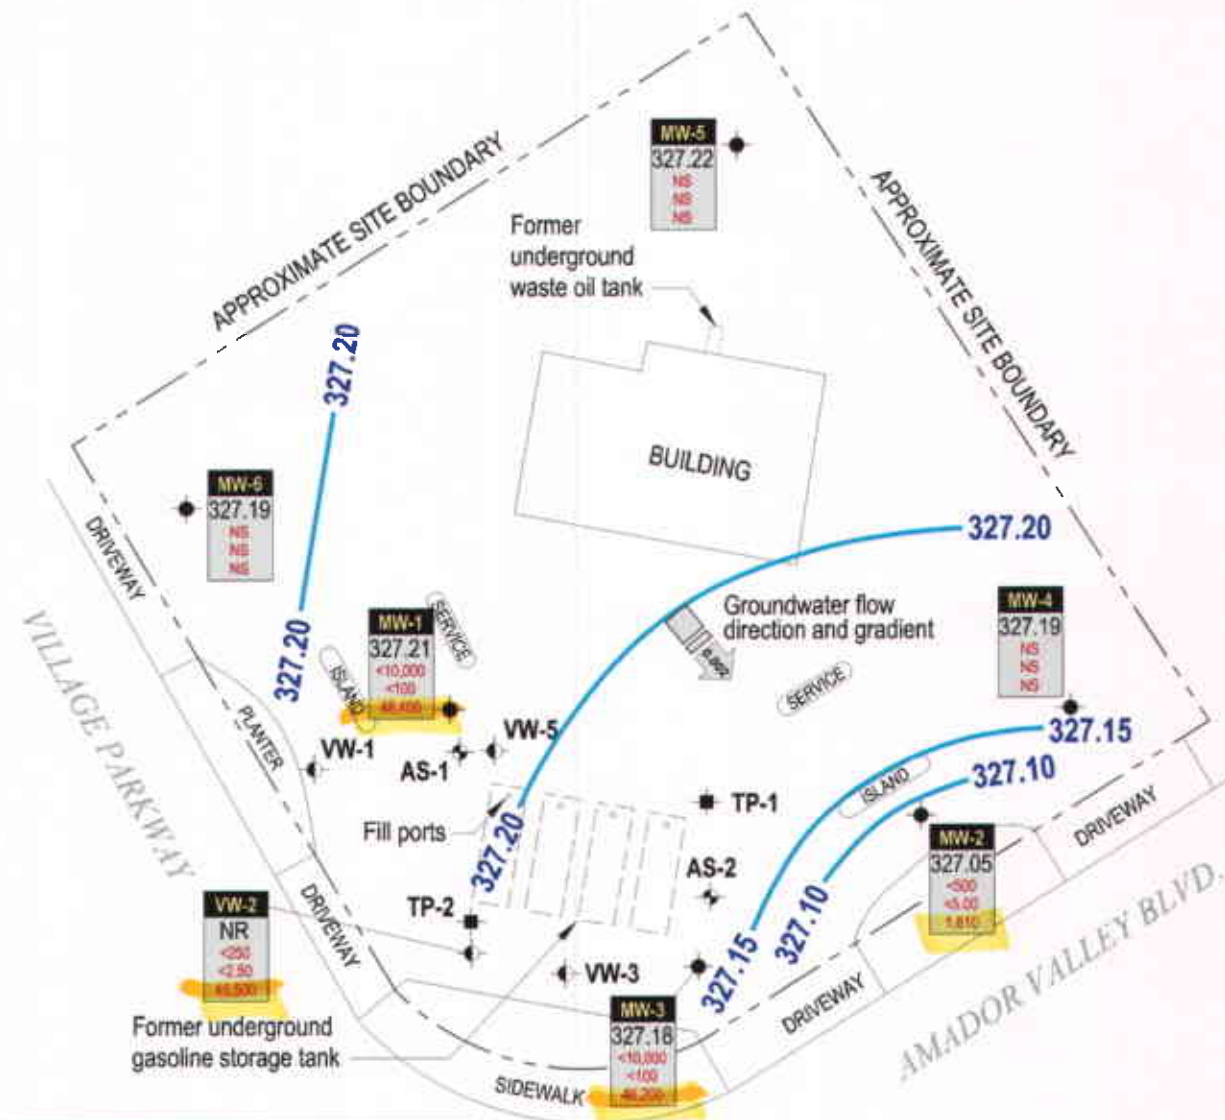 MW-5
327.22
NS
NS
NS
APPROXIMATE SITE BOUNDARY
APPROXIMATE SITE BOUNDARY
Former
underground
waste oil tank
327.20
BUILDING
MW-6
327.19
NS
NS
NS
DRIVEWAY
327.20
327.20
MW-1
327.21
<10,000
<100
SERVICE
ISLAND
Groundwater flow
direction and gradient
0.002
MW-4
327.19
NS
NS
NS
SERVICE
VILLAGE PARKWAY
PLANTER
VW-1
AS-1
VW-5
327.15
327.10
ISLAND
TP-1
Fill ports
327.20
DRIVEWAY
MW-2
327.05
<500
<5.00
1,610
AS-2
TP-2
VW-2
NR
<250
<2.50
DRIVEWAY
327.10
327.15
VW-3
MW-3
327.18
<10,000
<100
46,200
DRIVEWAY
AMADOR VALLEY BLVD.
Former underground
gasoline storage tank
SIDEWALK